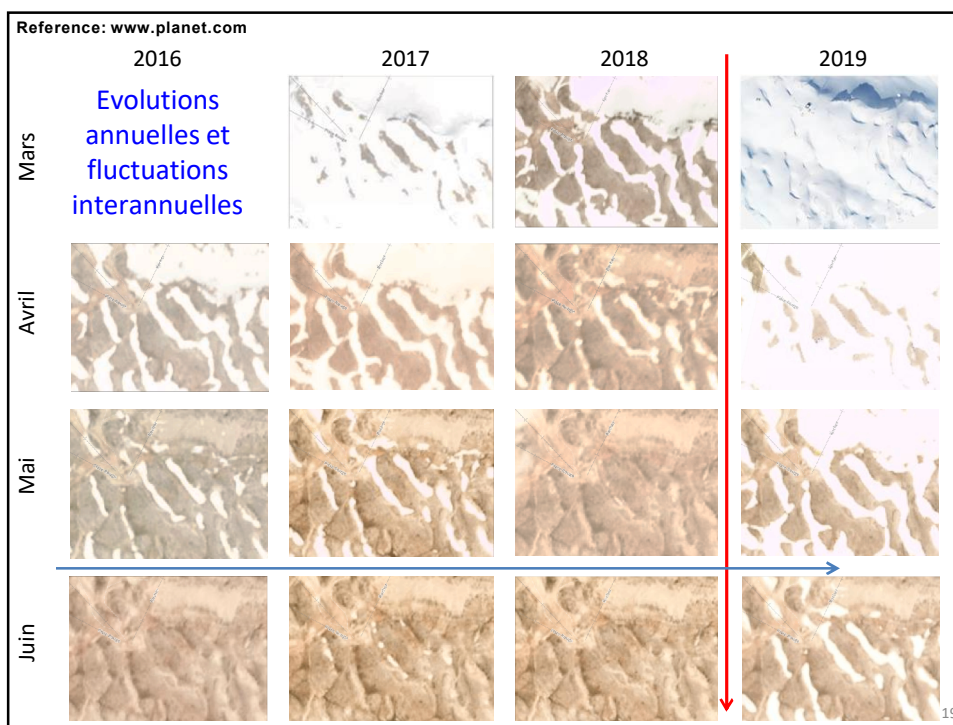 Reference: www.planet.com
2016
2017
2018
2019
Evolutions
annuelles et
fluctuations
interannuelles
Mars
Avril
Mai
Juin
19